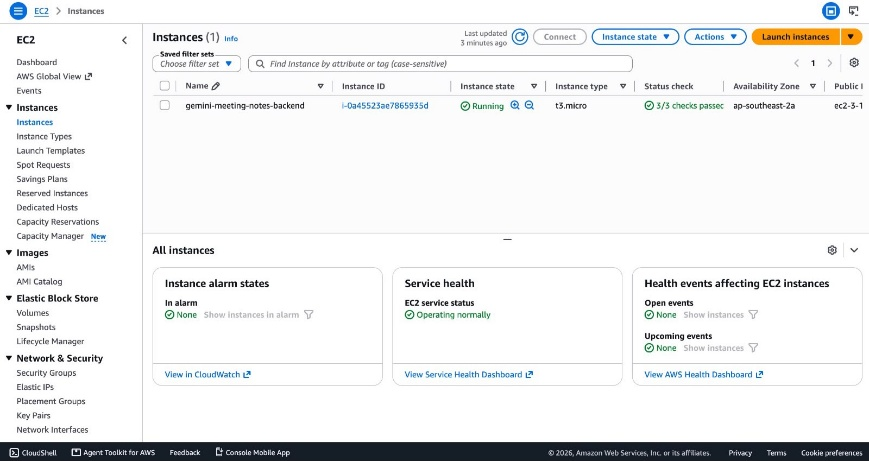 EC2 > Instances
EC2
Dashboard
AWS Global View
Events
Instances
Instances
Instance Types
Launch Templates
Spot Requests
Savings Plans
Reserved Instances
Dedicated Hosts
Capacity Reservations
Capacity Manager New
Images
AMIs
AMI Catalog
Elastic Block Store
Volumes
Snapshots
Lifecycle Manager
Network & Security
Security Groups
Elastic IPs
Placement Groups
Key Pairs
Network Interfaces
Instances (1) Info
Last updated
3 minutes ago
Connect
Instance state
Actions
Launch instances
Saved filter sets
Choose filter set
Find Instance by attribute or tag (case-sensitive)
1
Name Instance ID Instance state Instance type Status check Availability Zone Public I
gemini-meeting-notes-backend i-0a45523ae7865935d Running t3.micro 3/3 checks passec ap-southeast-2a ec2-3-1
All instances
Instance alarm states
In alarm
None Show instances in alarm
View in CloudWatch
Service health
EC2 service status
Operating normally
View Service Health Dashboard
Health events affecting EC2 instances
Open events
None Show instances
Upcoming events
None Show instances
View AWS Health Dashboard
CloudShell Agent Toolkit for AWS Feedback Console Mobile App © 2026, Amazon Web Services, Inc. or its affiliates. Privacy Terms Cookie preferences